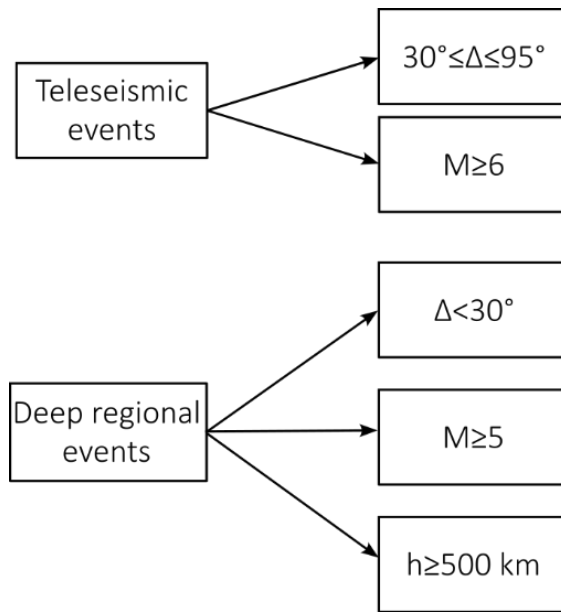 Teleseismic
events
30°≤Δ≤95°
M≥6
Deep regional
events
Δ<30°
M≥5
h≥500 km